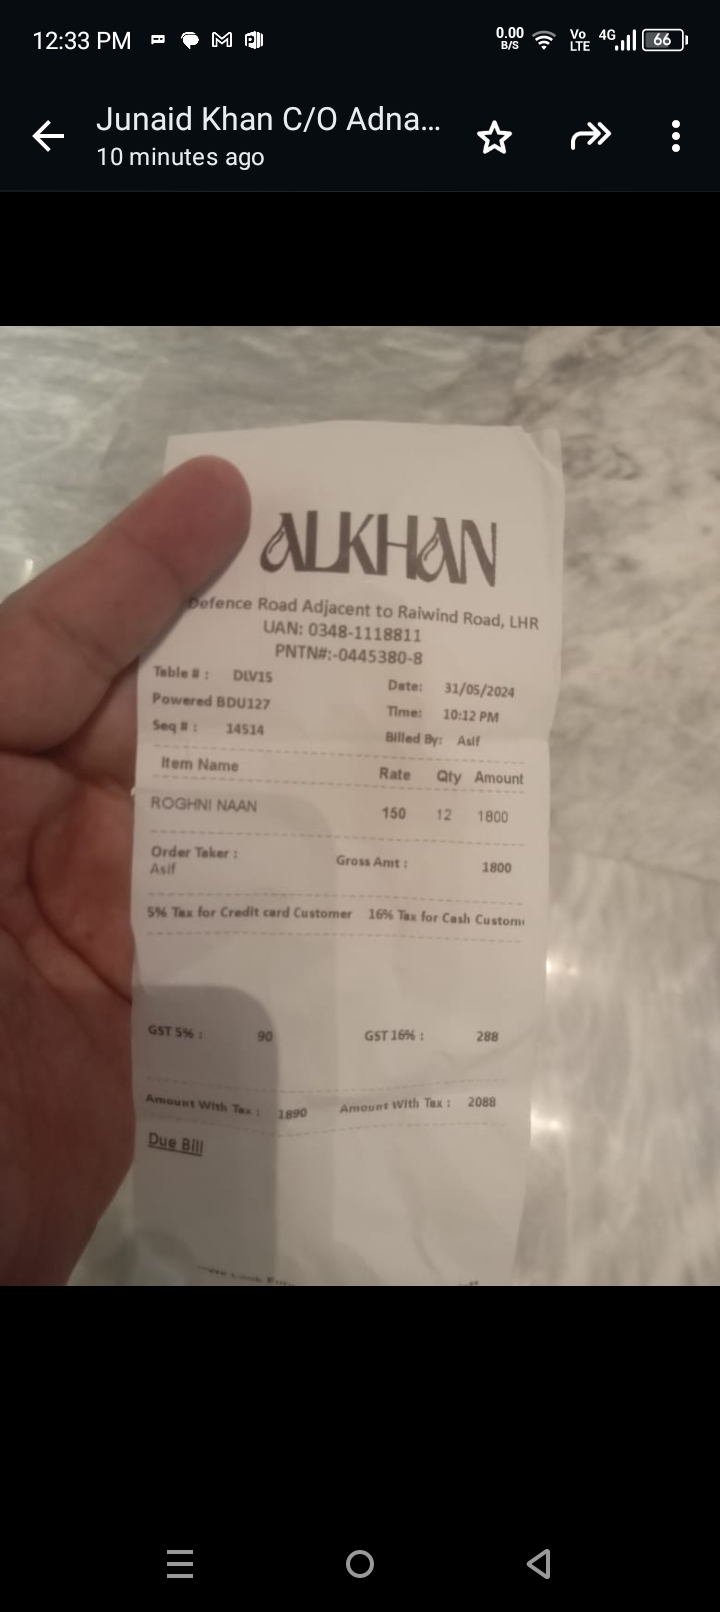 12:33 PM 0.00 B/S Vo LTE 4G 66
Junaid Khan C/O Adna...
10 minutes ago
ALKHAN
Defence Road Adjacent to Raiwind Road, LHR
UAN: 0348-1118811
PNTN#:-0445380-8
Table # : DLV15 Date: 31/05/2024
Powered BDU127 Time: 10:12 PM
Seq # : 14514 Billed By: Asif
Item Name Rate Qty Amount
ROGHNI NAAN 150 12 1800
Order Taker : Gross Amt : 1800
Asif
5% Tax for Credit card Customer 16% Tax for Cash Custom
GST 5% : 90 GST 16% : 288
Amount With Tax : 1890 Amount With Tax : 2088
Due Bill